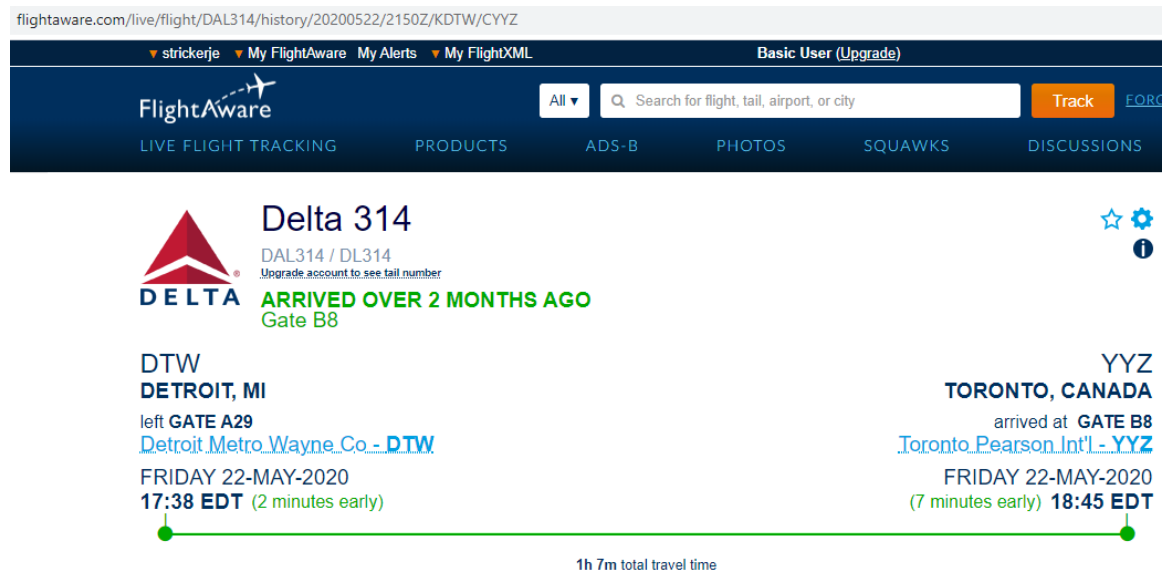 flightaware.com/live/flight/DAL314/history/20200522/2150Z/KDTW/CYYZ
▼ strickerje ▼ My FlightAware My Alerts ▼ My FlightXML Basic User (Upgrade)
FlightAware All ▼ Search for flight, tail, airport, or city Track
LIVE FLIGHT TRACKING PRODUCTS ADS-B PHOTOS SQUAWKS DISCUSSIONS
Delta 314
DAL314 / DL314
Upgrade account to see tail number
DELTA ® ARRIVED OVER 2 MONTHS AGO
Gate B8
DTW YYZ
DETROIT, MI TORONTO, CANADA
left GATE A29 arrived at GATE B8
Detroit Metro Wayne Co - DTW Toronto Pearson Int'l - YYZ
FRIDAY 22-MAY-2020 FRIDAY 22-MAY-2020
17:38 EDT (2 minutes early) (7 minutes early) 18:45 EDT
1h 7m total travel time